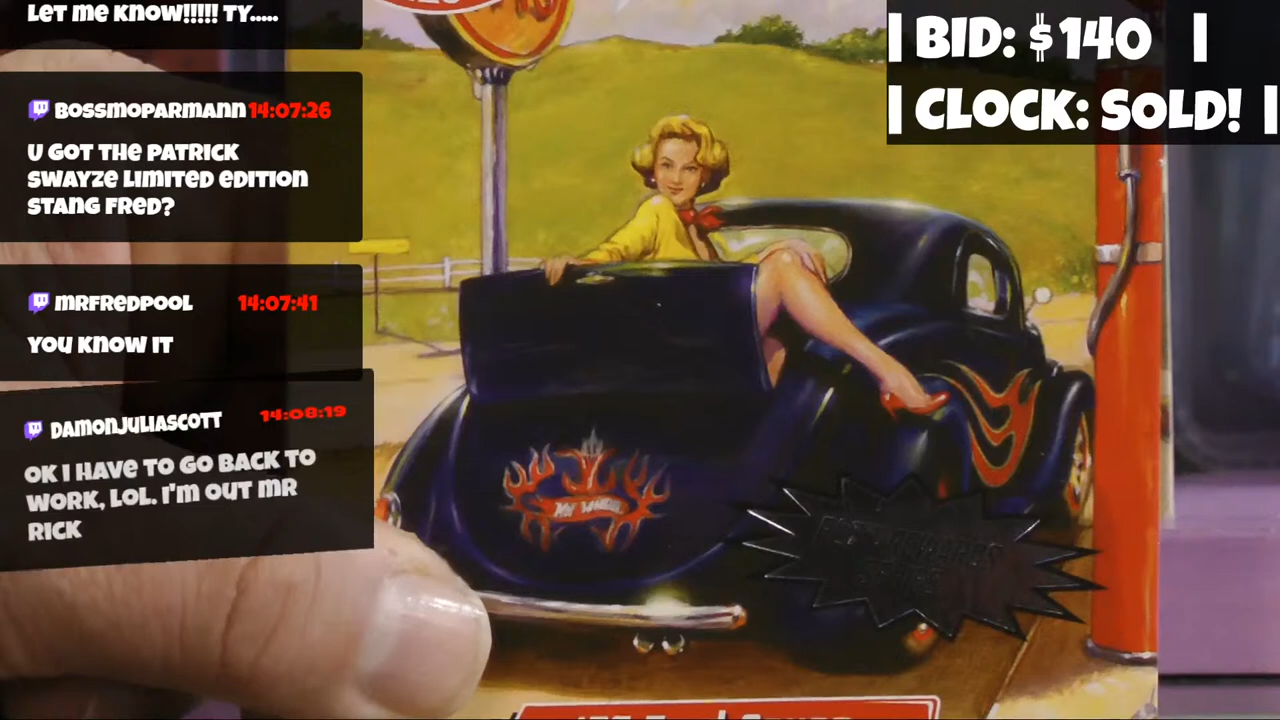 LET ME KNOW!!!!! TY.....
BOSSMOPARMANN 14:07:26
U GOT THE PATRICK
SWAYZE LIMITED EDITION
STANG FRED?
MRFREDPOOL 14:07:41
YOU KNOW IT
DAMONJULIASCOTT 14:08:19
OK I HAVE TO GO BACK TO
WORK, LOL. I'M OUT MR
RICK
| BID: $140 |
| CLOCK: SOLD! |